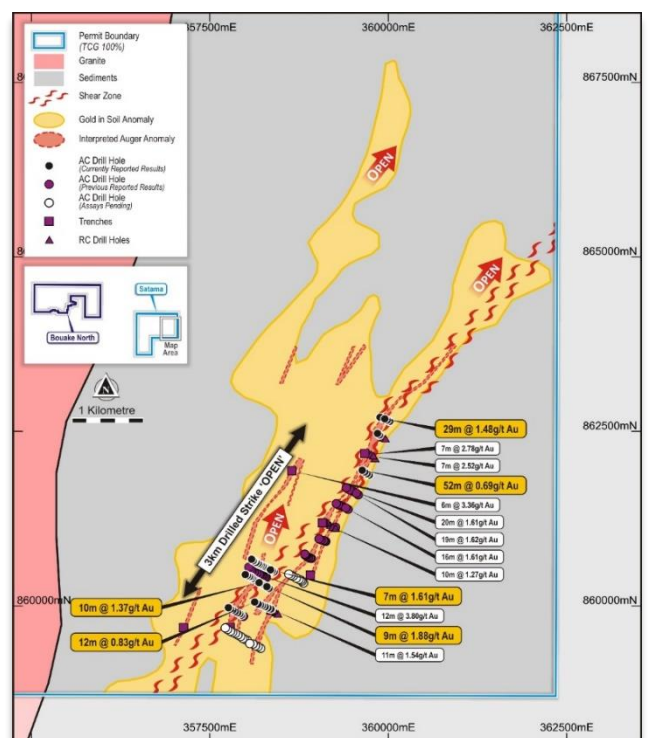 357500mE
360000mE
362500mE
867500mN
Permit Boundary
(TCG 100%)
Granite
Sediments
Shear Zone
Gold in Soil Anomaly
Interpreted Auger Anomaly
AC Drill Hole
(Currently Reported Results)
AC Drill Hole
(Previous Reported Results)
AC Drill Hole
(Assays Pending)
Trenches
RC Drill Holes
OPEN
865000mN
OPEN
Satama
Bouake North
Map
Area
N
1 Kilometre
862500mN
29m @ 1.48g/t Au
7m @ 2.78g/t Au
7m @ 2.52g/t Au
52m @ 0.69g/t Au
6m @ 3.36g/t Au
20m @ 1.61g/t Au
19m @ 1.62g/t Au
16m @ 1.61g/t Au
10m @ 1.27g/t Au
3km Drilled Strike 'OPEN'
OPEN
860000mN
10m @ 1.37g/t Au
12m @ 0.83g/t Au
7m @ 1.61g/t Au
12m @ 3.80g/t Au
9m @ 1.88g/t Au
11m @ 1.54g/t Au
357500mE
360000mE
362500mE